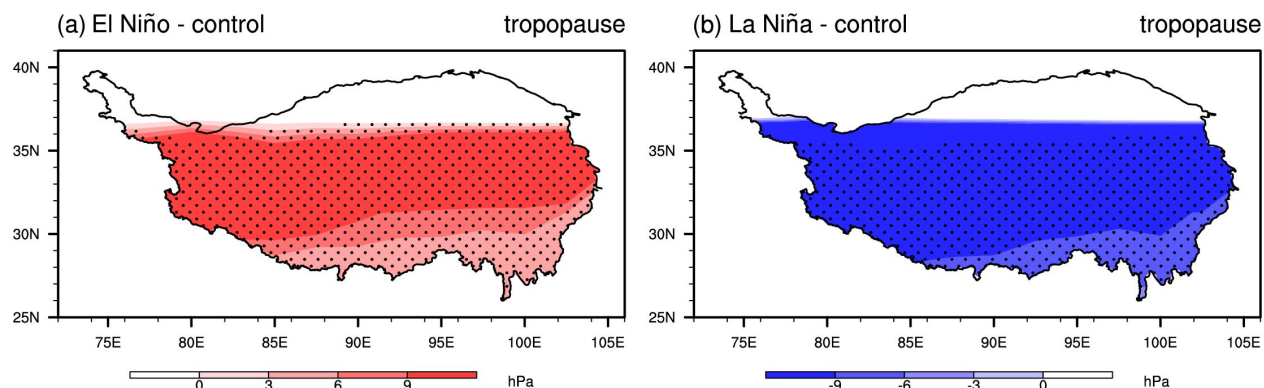 (a) El Niño - control tropopause
40N
35N
30N
25N
75E 80E 85E 90E 95E 100E 105E
0 3 6 9 hPa
(b) La Niña - control tropopause
40N
35N
30N
25N
75E 80E 85E 90E 95E 100E 105E
-9 -6 -3 0 hPa